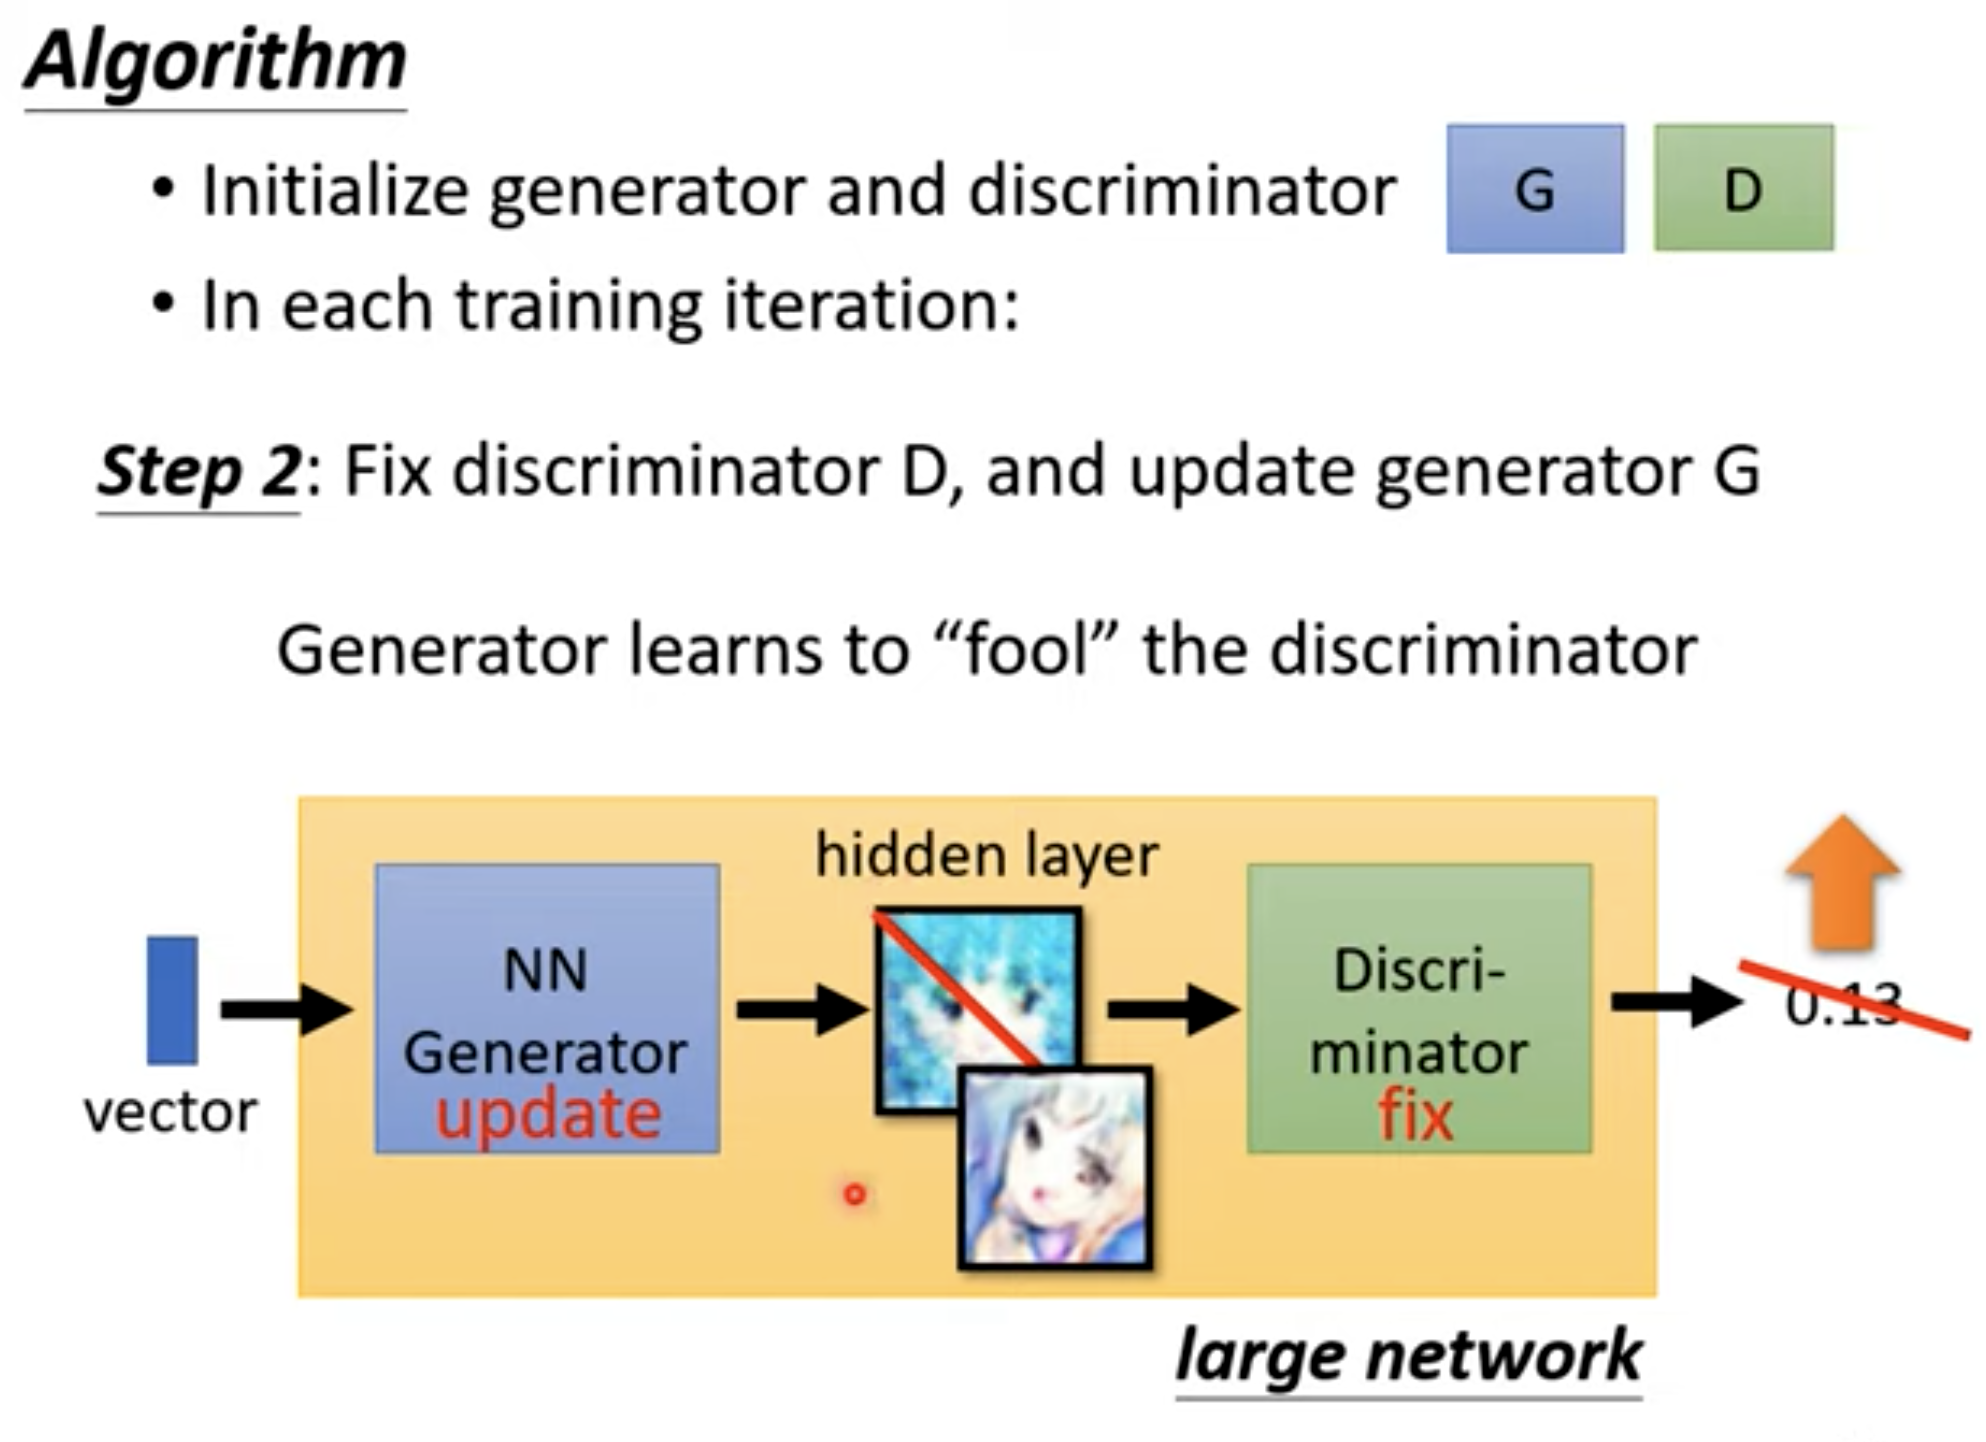 Algorithm
• Initialize generator and discriminator G D
• In each training iteration:
Step 2: Fix discriminator D, and update generator G
Generator learns to “fool” the discriminator
hidden layer
NN
Generator
update
Discri-
minator
fix
0.13
vector
large network